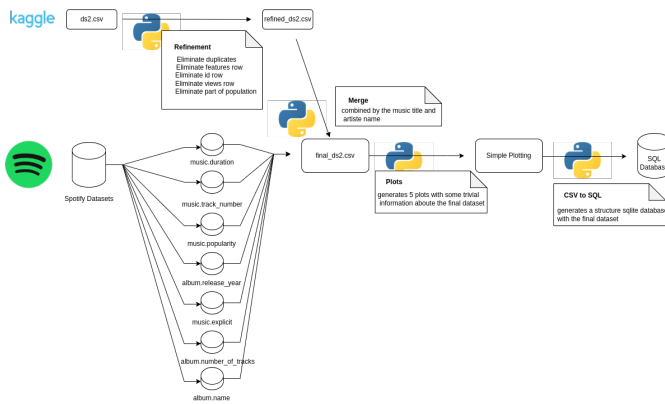 kaggle
ds2.csv
refined_ds2.csv
Refinement
Eliminate duplicates
Eliminate features row
Eliminate id row
Eliminate views row
Eliminate part of population
Merge
combined by the music title and
artiste name
Spotify Datasets
music.duration
music.track_number
music.popularity
album.release_year
music.explicit
album.number_of_tracks
album.name
final_ds2.csv
Plots
generates 5 plots with some trivial
information aboute the final dataset
Simple Plotting
SQL
Database
CSV to SQL
generates a structure sqlite database
with the final dataset